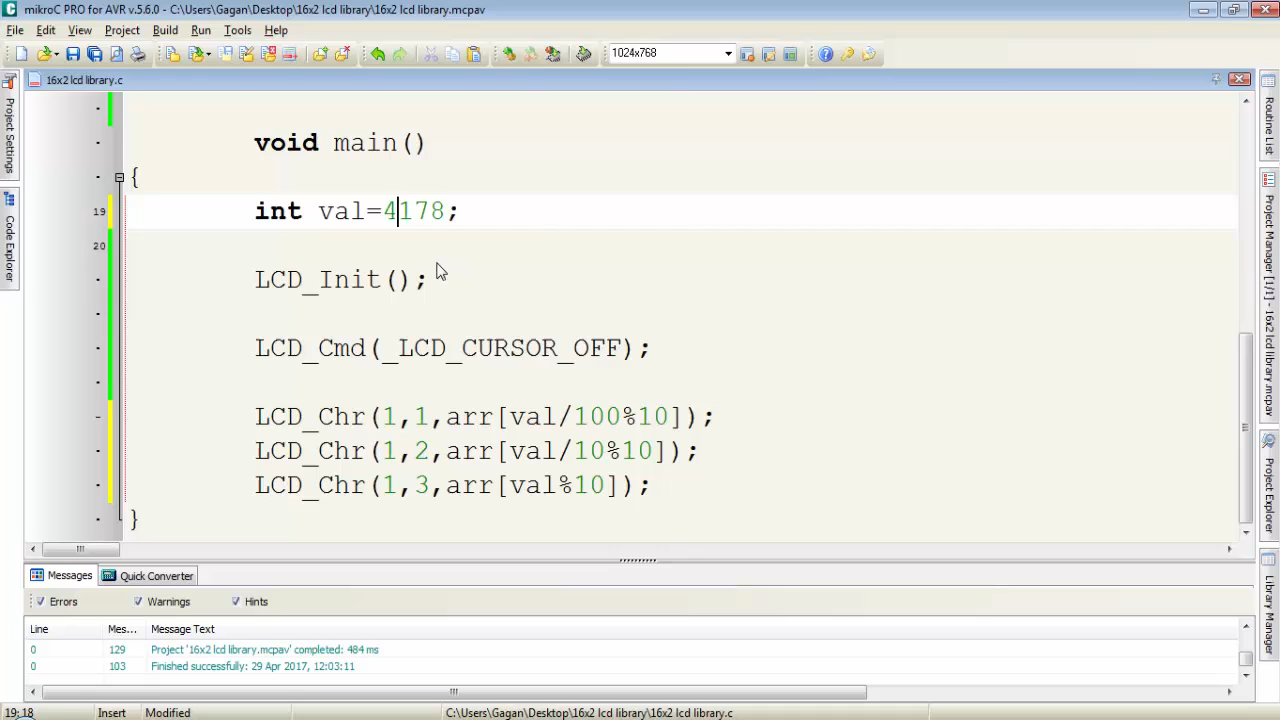 mikroC PRO for AVR v.5.6.0 - C:\Users\Gagan\Desktop\16x2 lcd library\16x2 lcd library.mcpav
File Edit View Project Build Run Tools Help
1024x768
16x2 lcd library.c
void main()
{
19 int val=4178;
20
LCD_Init();
LCD_Cmd(_LCD_CURSOR_OFF);
LCD_Chr(1,1,arr[val/100%10]);
LCD_Chr(1,2,arr[val/10%10]);
LCD_Chr(1,3,arr[val%10]);
}
Project Settings
Code Explorer
Routine List
Project Manager [1/1] - 16x2 lcd library.mcpav
Project Explorer
Library Manager
Messages Quick Converter
Errors Warnings Hints
Line Mes... Message Text
0 129 Project '16x2 lcd library.mcpav' completed: 484 ms
0 103 Finished successfully: 29 Apr 2017, 12:03:11
19:18 Insert Modified C:\Users\Gagan\Desktop\16x2 lcd library\16x2 lcd library.c